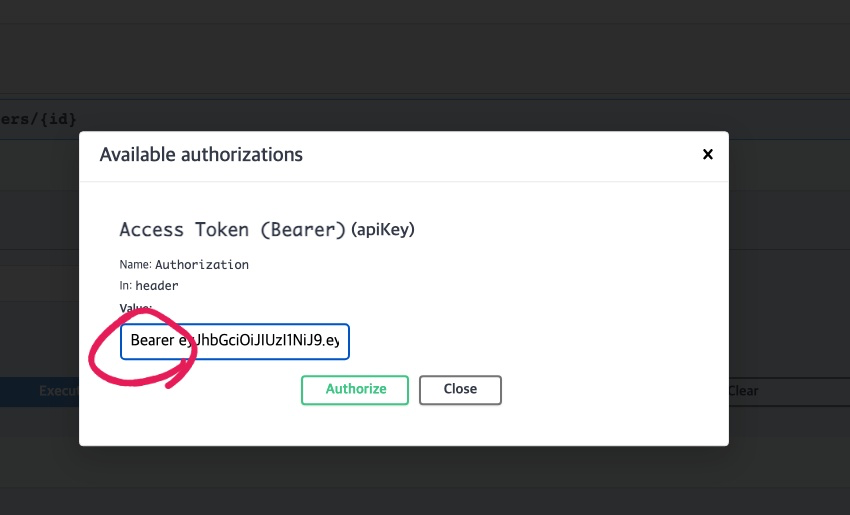 ers/{id}
Available authorizations
Access Token (Bearer) (apiKey)
Name: Authorization
In: header
Value:
Bearer eyJhbGciOiJIUzI1NiJ9.ey
Authorize Close
Execut
Clear